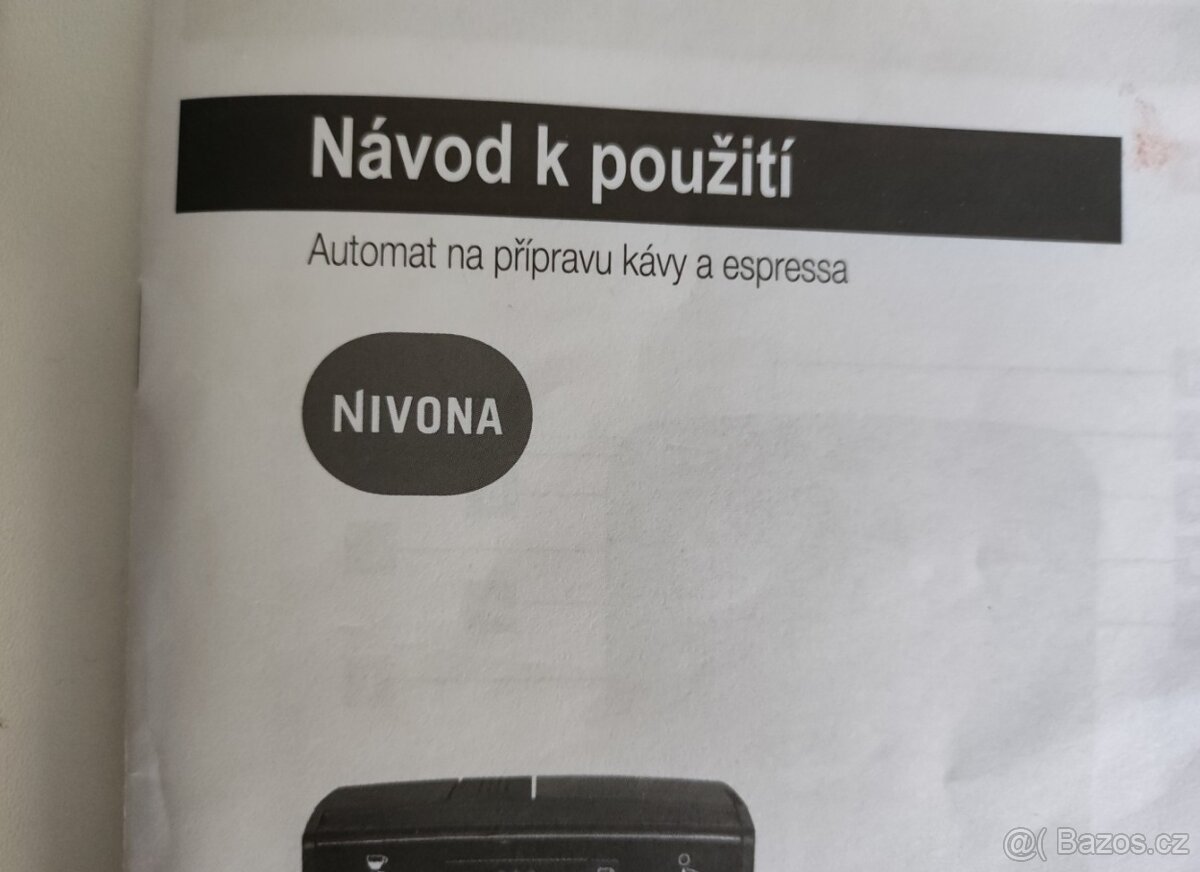 Návod k použití
Automat na přípravu kávy a espressa
NIVONA
@( Bazos.cz